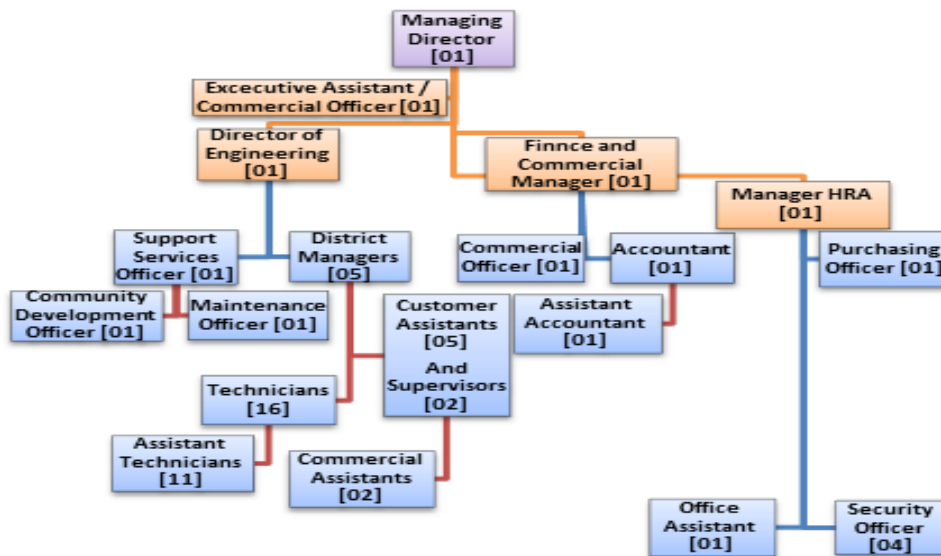 Managing
Director
[01]
Excecutive Assistant /
Commercial Officer [01]
Director of
Engineering
[01]
Finnce and
Commercial
Manager [01]
Manager HRA
[01]
Support
Services
Officer [01]
District
Managers
[05]
Commercial
Officer [01]
Accountant
[01]
Purchasing
Officer [01]
Community
Development
Officer [01]
Maintenance
Officer [01]
Customer
Assistants
[05]
And
Supervisors
[02]
Assistant
Accountant
[01]
Technicians
[16]
Assistant
Technicians
[11]
Commercial
Assistants
[02]
Office
Assistant
[01]
Security
Officer
[04]